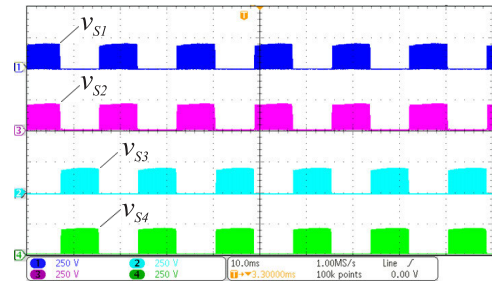 T
vS1
1
vS2
3
vS3
2
vS4
4
1 250 V 2 250 V 10.0ms 1.00MS/s Line
3 250 V 4 250 V T→▼3.30000ms 100k points 0.00 V